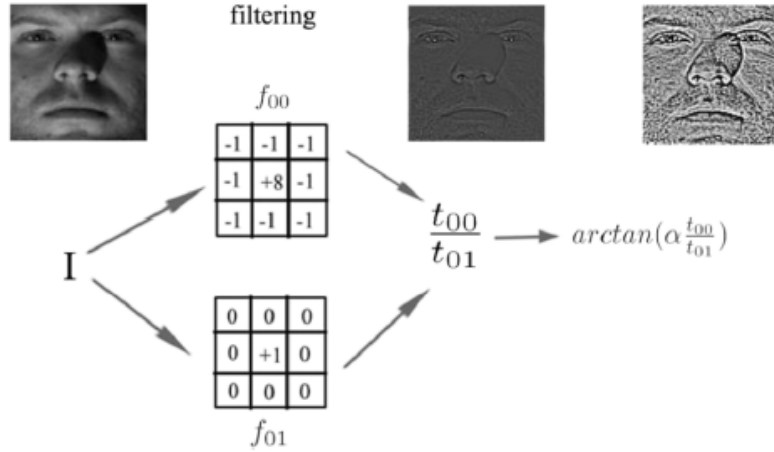 filtering
f₀₀
-1 -1 -1
-1 +8 -1
-1 -1 -1
I
t₀₀
t₀₁
arctan(α t₀₀/t₀₁)
0 0 0
0 +1 0
0 0 0
f₀₁